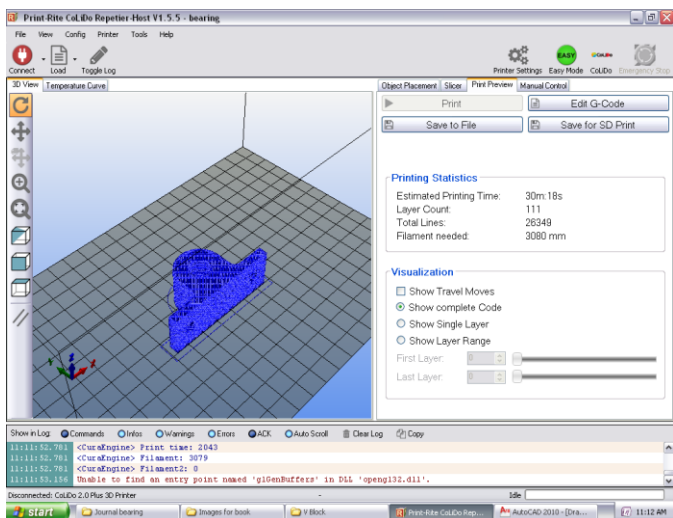 Print-Rite CoLiDo Repetier-Host V1.5.5 - bearing
File View Config Printer Tools Help
Connect Load Toggle Log Printer Settings Easy Mode CoLiDo Emergency Stop
EASY
3D View Temperature Curve
Object Placement Slicer Print Preview Manual Control
Print Edit G-Code
Save to File Save for SD Print
Printing Statistics
Estimated Printing Time: 30m:18s
Layer Count: 111
Total Lines: 26349
Filament needed: 3080 mm
Visualization
Show Travel Moves
Show complete Code
Show Single Layer
Show Layer Range
First Layer: 0
Last Layer: 0
Show in Log: Commands Infos Warnings Errors ACK Auto Scroll Clear Log Copy
11:11:52.781 <CuraEngine> Print time: 2043
11:11:52.781 <CuraEngine> Filament: 3079
11:11:52.781 <CuraEngine> Filament2: 0
11:11:53.156 Unable to find an entry point named 'glGenBuffers' in DLL 'opengl32.dll'.
Disconnected: CoLiDo 2.0 Plus 3D Printer - Idle
start Journal bearing Images for book V Block Print-Rite CoLiDo Rep... AutoCAD 2010 - [Dra... 11:12 AM